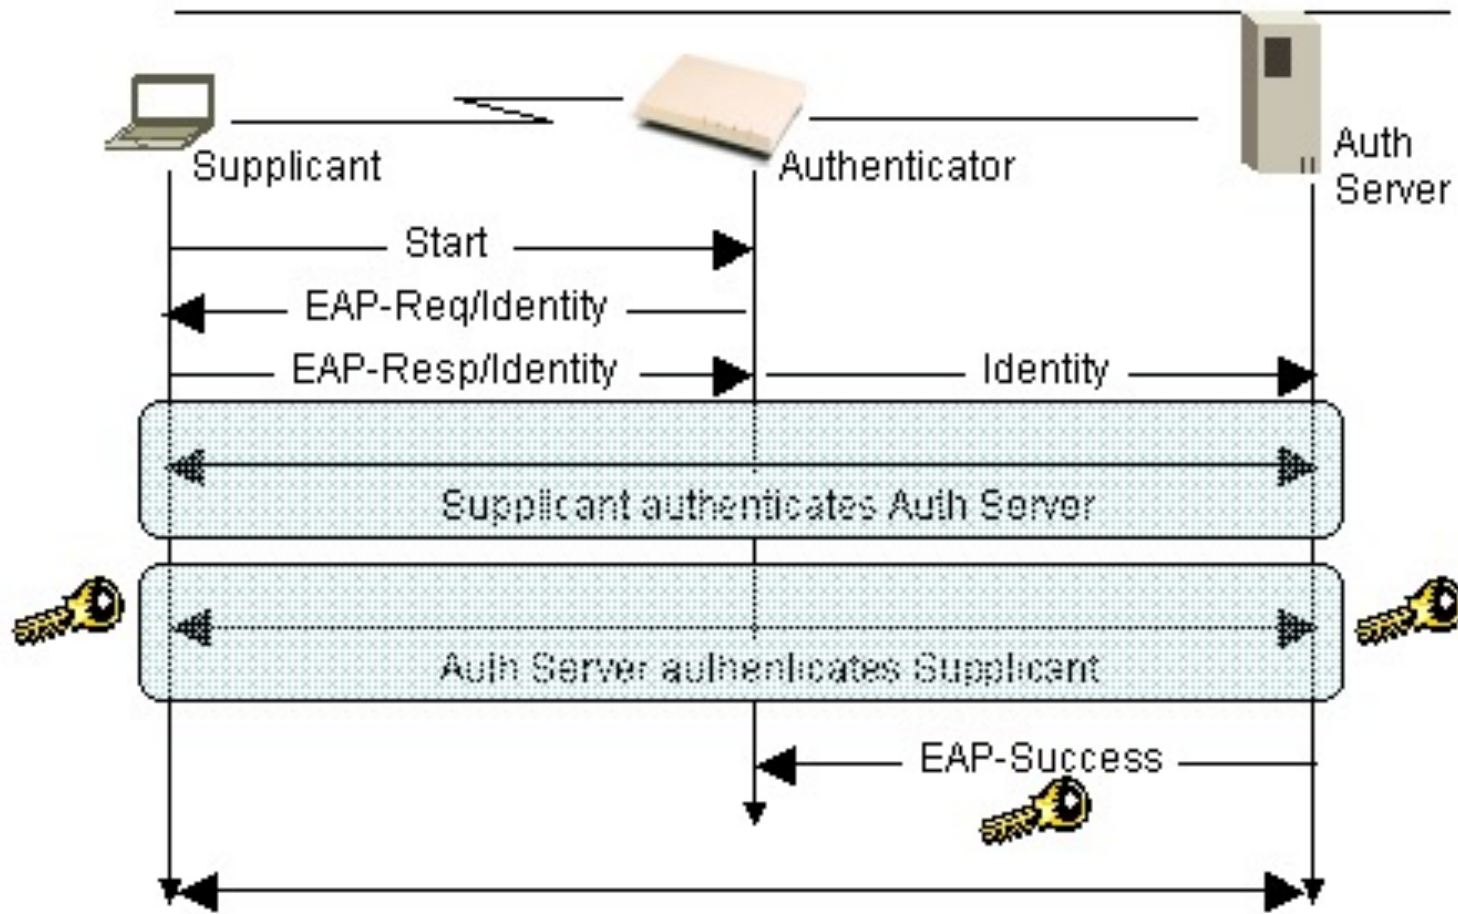 Supplicant
Authenticator
Auth
Server
Start
EAP-Req/Identity
EAP-Resp/Identity
Identity
Supplicant authenticates Auth Server
Auth Server authenticates Supplicant
EAP-Success